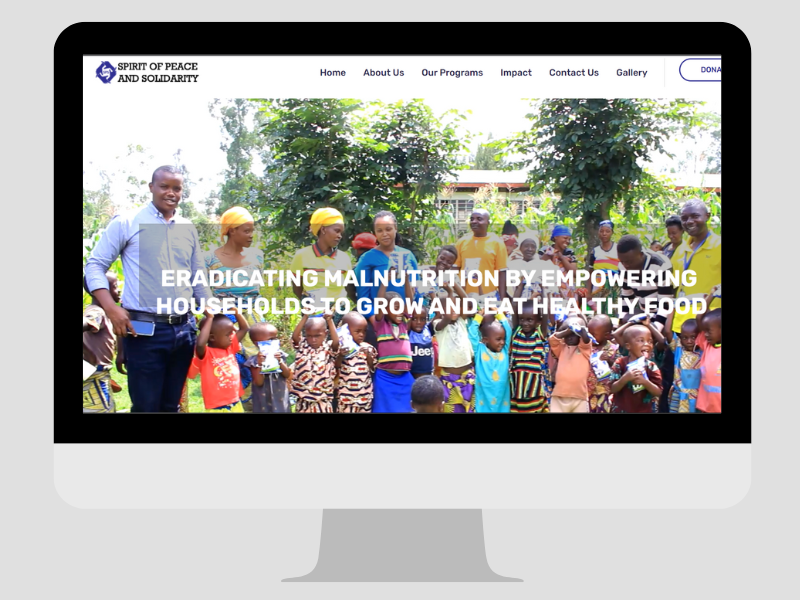 SPIRIT OF PEACE
AND SOLIDARITY
Home About Us Our Programs Impact Contact Us Gallery DONA
ERADICATING MALNUTRITION BY EMPOWERING
HOUSEHOLDS TO GROW AND EAT HEALTHY FOOD
Jeep